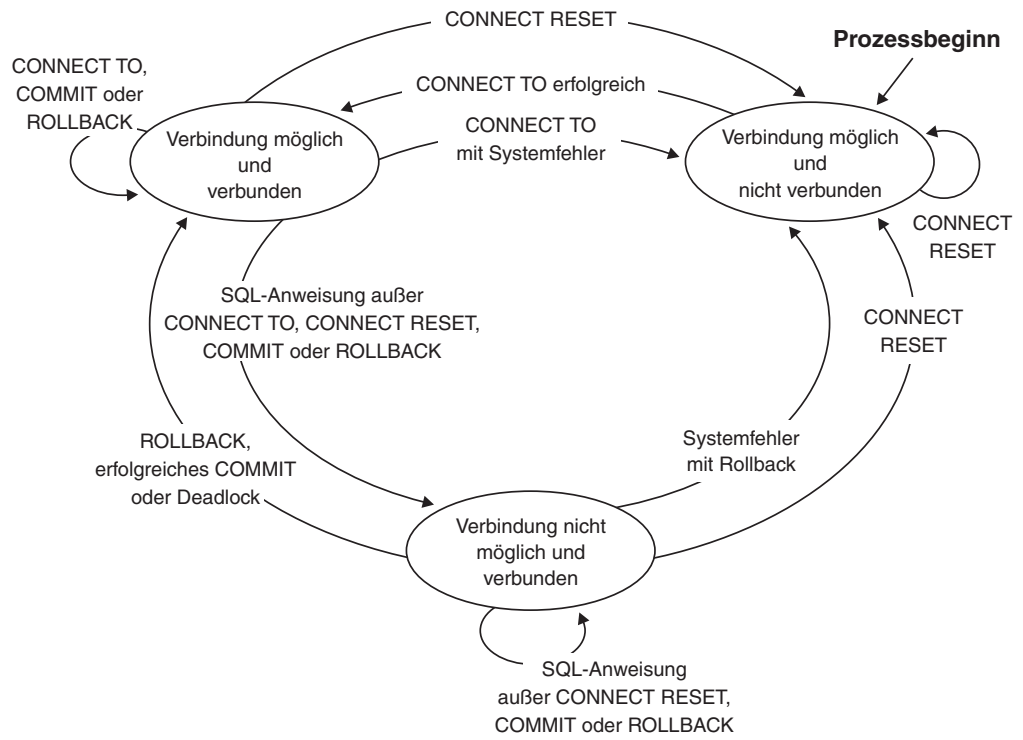 CONNECT RESET
Prozessbeginn
CONNECT TO,
COMMIT oder
ROLLBACK
CONNECT TO erfolgreich
CONNECT TO
mit Systemfehler
Verbindung möglich
und
verbunden
Verbindung möglich
und
nicht verbunden
CONNECT
RESET
SQL-Anweisung außer
CONNECT TO, CONNECT RESET,
COMMIT oder ROLLBACK
CONNECT
RESET
ROLLBACK,
erfolgreiches COMMIT
oder Deadlock
Systemfehler
mit Rollback
Verbindung nicht
möglich und
verbunden
SQL-Anweisung
außer CONNECT RESET,
COMMIT oder ROLLBACK